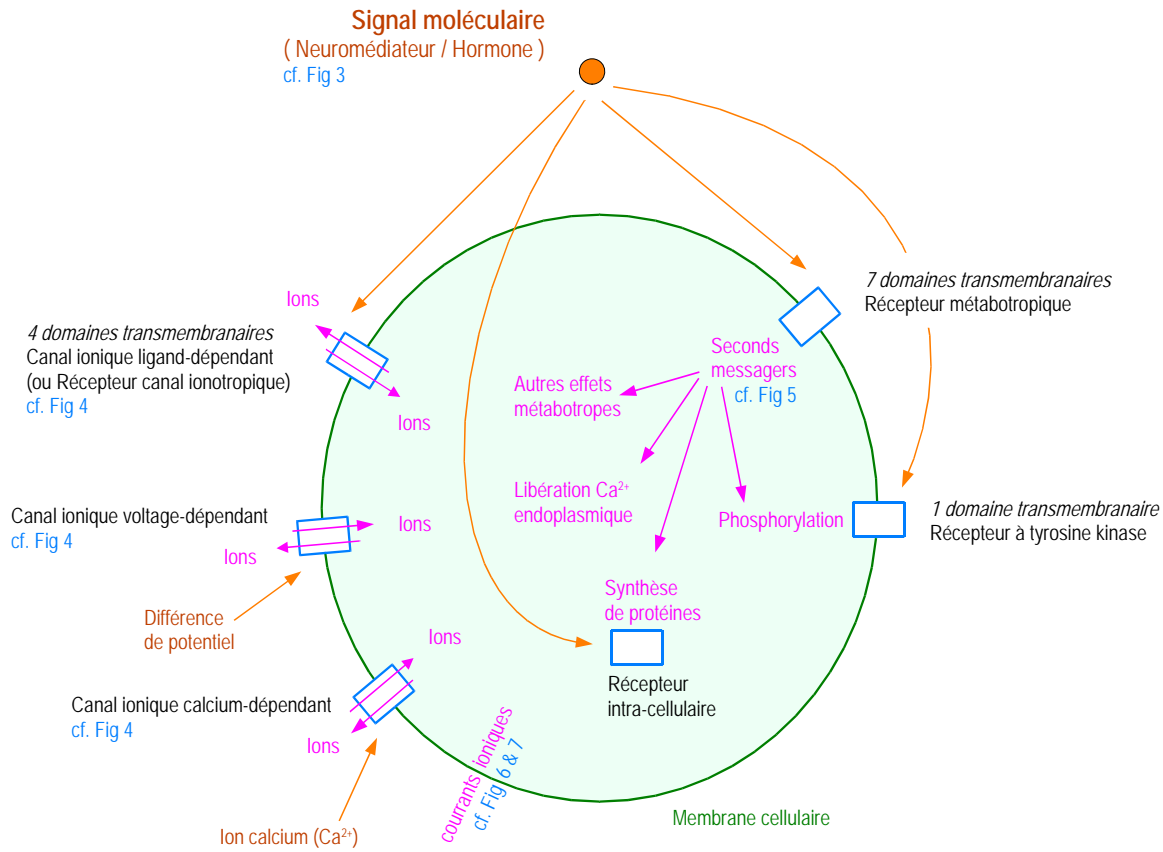 Signal moléculaire
( Neuromédiateur / Hormone )
cf. Fig 3
7 domaines transmembranaires
Récepteur métabotropique
Ions
4 domaines transmembranaires
Canal ionique ligand-dépendant
(ou Récepteur canal ionotropique)
cf. Fig 4
Ions
Seconds
messagers
cf. Fig 5
Autres effets
métabotropes
Libération Ca²⁺
endoplasmique
Phosphorylation
1 domaine transmembranaire
Récepteur à tyrosine kinase
Canal ionique voltage-dépendant
cf. Fig 4
Ions
Ions
Synthèse
de protéines
Différence
de potentiel
Ions
Récepteur
intra-cellulaire
Canal ionique calcium-dépendant
cf. Fig 4
Ions
courrants ioniques
cf. Fig 6 & 7
Membrane cellulaire
Ion calcium (Ca²⁺)